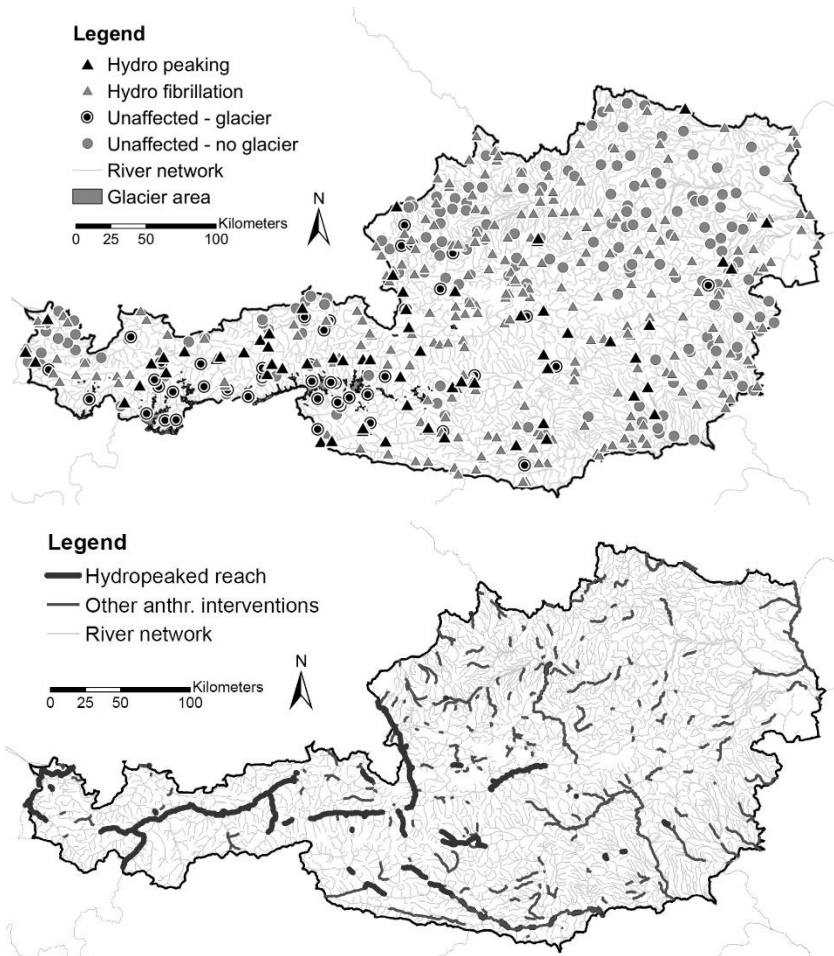 Legend
Hydro peaking
Hydro fibrillation
Unaffected - glacier
Unaffected - no glacier
River network
Glacier area
Kilometers
0 25 50 100
N
Legend
Hydropeaked reach
Other anthr. interventions
River network
N
Kilometers
0 25 50 100